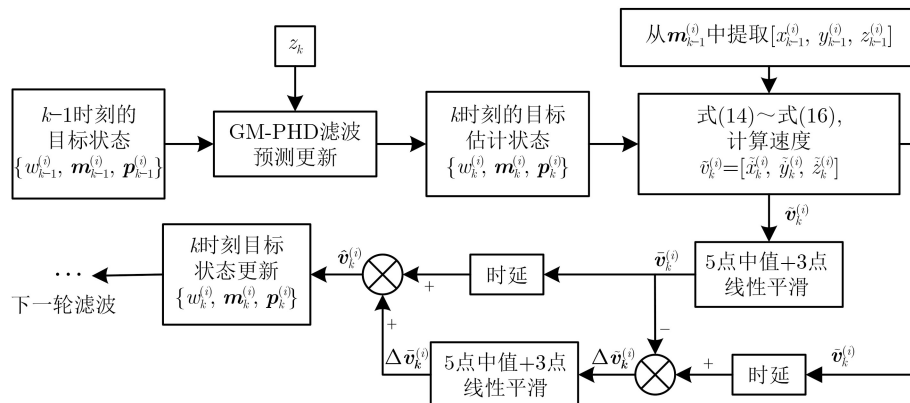 z_k
从m_{k-1}^{(i)}中提取[x_{k-1}^{(i)}, y_{k-1}^{(i)}, z_{k-1}^{(i)}]
k-1时刻的
目标状态
{w_{k-1}^{(i)}, m_{k-1}^{(i)}, p_{k-1}^{(i)}}
GM-PHD滤波
预测更新
k时刻的目标
估计状态
{w_k^{(i)}, m_k^{(i)}, p_k^{(i)}}
式(14)~式(16),
计算速度
ṽ_k^{(i)}=[x̃_k^{(i)}, ỹ_k^{(i)}, z̃_k^{(i)}]
ṽ_k^{(i)}
…
下一轮滤波
k时刻目标
状态更新
{w_k^{(i)}, m_k^{(i)}, p_k^{(i)}}
v̂_k^{(i)}
+
时延
v̄_k^{(i)}
5点中值+3点
线性平滑
+
−
Δv̄_k^{(i)}
5点中值+3点
线性平滑
Δṽ_k^{(i)}
+
时延
ṽ_k^{(i)}